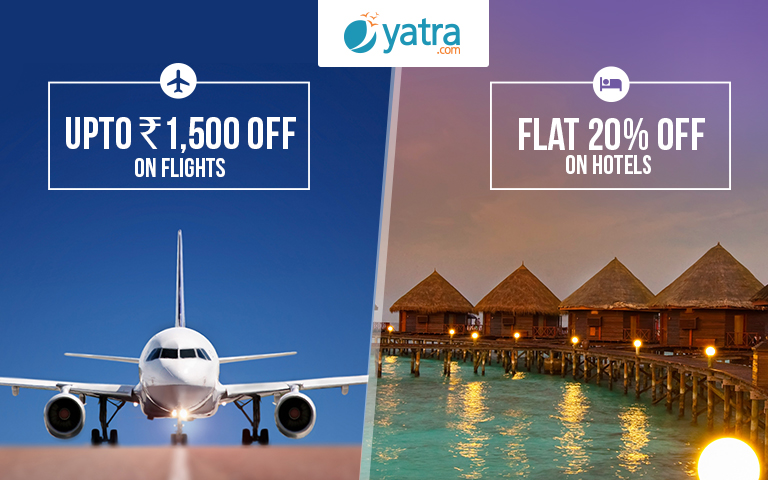 yatra
.com
UPTO ₹1,500 OFF
ON FLIGHTS
FLAT 20% OFF
ON HOTELS